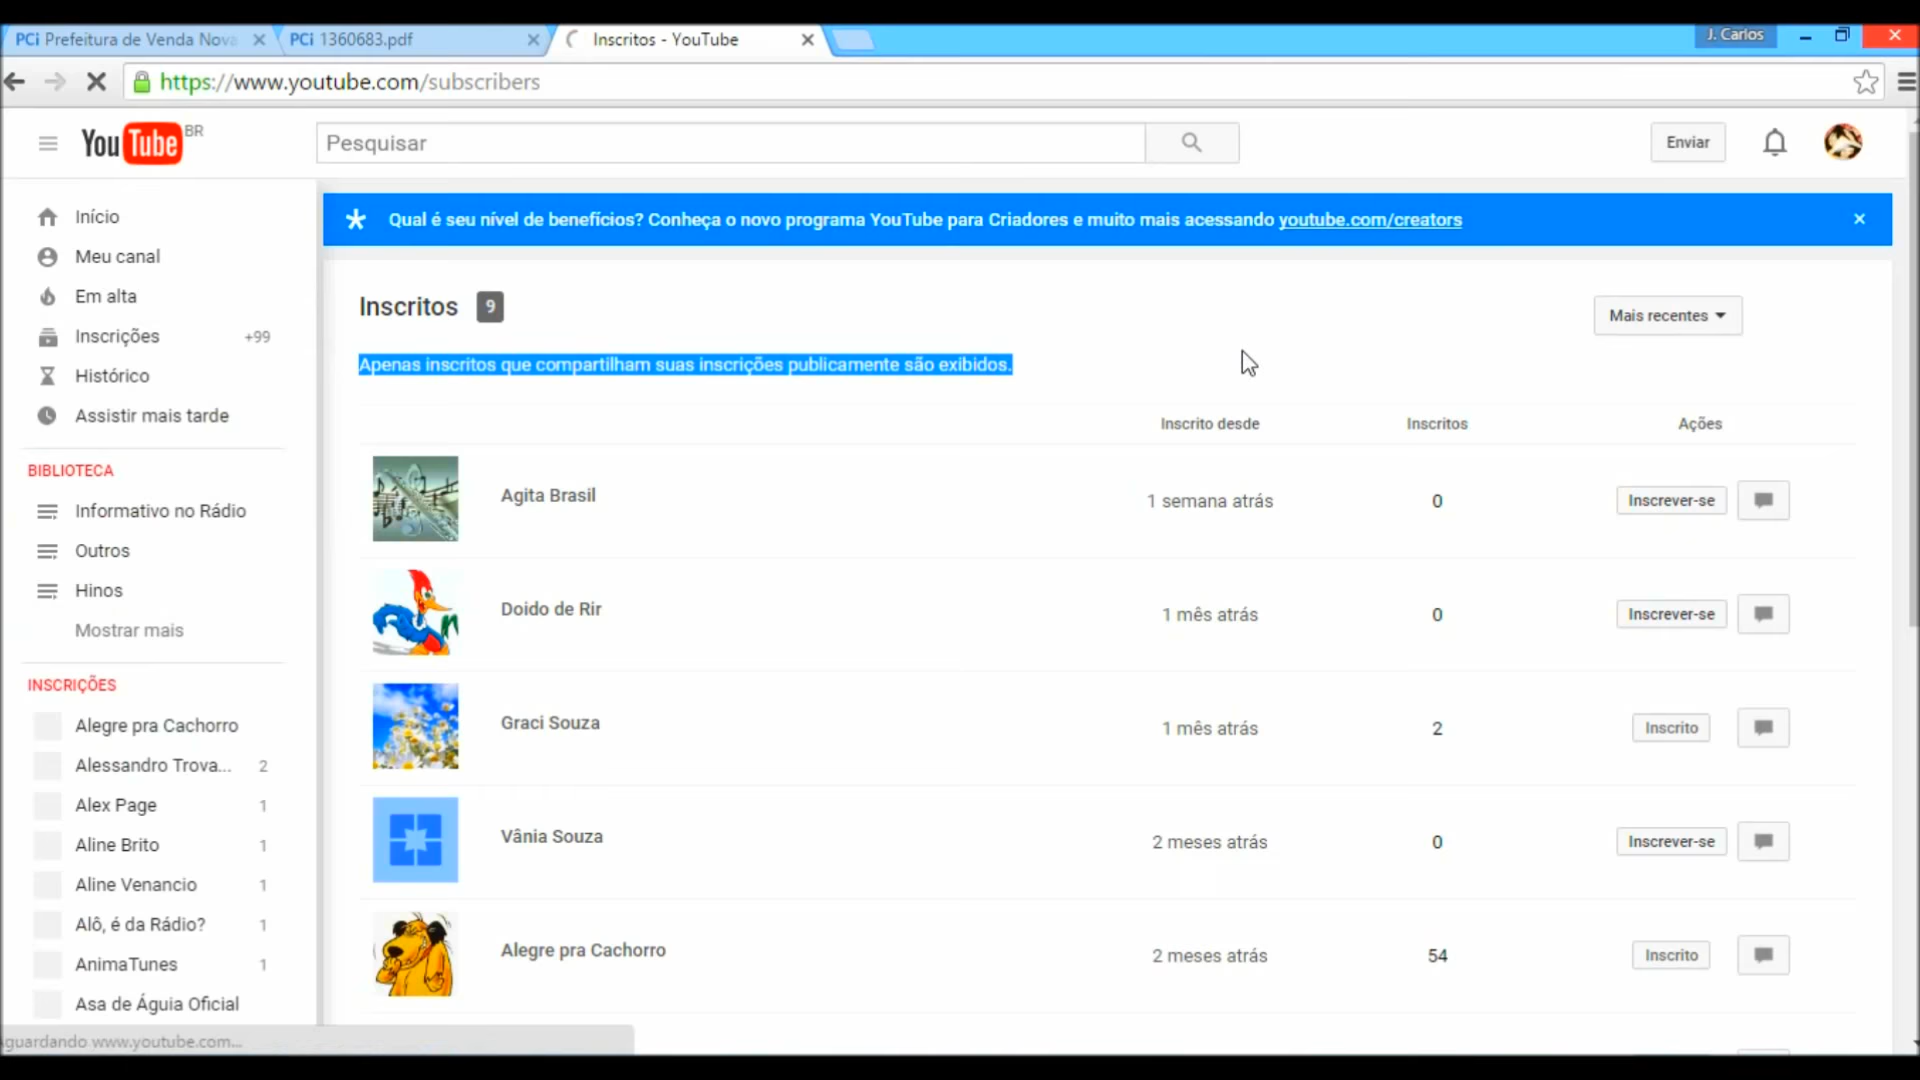 PCi Prefeitura de Venda Nova
PCi 1360683.pdf
Inscritos - YouTube
J. Carlos
https://www.youtube.com/subscribers
YouTube BR
Pesquisar
Enviar
Início
Meu canal
Em alta
Inscrições +99
Histórico
Assistir mais tarde
BIBLIOTECA
Informativo no Rádio
Outros
Hinos
Mostrar mais
INSCRIÇÕES
Alegre pra Cachorro
Alessandro Trova... 2
Alex Page 1
Aline Brito 1
Aline Venancio 1
Alô, é da Rádio? 1
AnimaTunes 1
Asa de Águia Oficial
Qual é seu nível de benefícios? Conheça o novo programa YouTube para Criadores e muito mais acessando youtube.com/creators
Inscritos 9
Mais recentes
Apenas inscritos que compartilham suas inscrições publicamente são exibidos.
Inscrito desde Inscritos Ações
Agita Brasil 1 semana atrás 0 Inscrever-se
Doido de Rir 1 mês atrás 0 Inscrever-se
Graci Souza 1 mês atrás 2 Inscrito
Vânia Souza 2 meses atrás 0 Inscrever-se
Alegre pra Cachorro 2 meses atrás 54 Inscrito
guardando www.youtube.com...